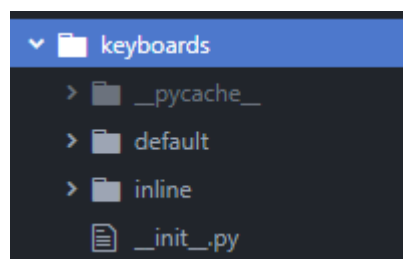 keyboards
__pycache__
default
inline
__init__.py